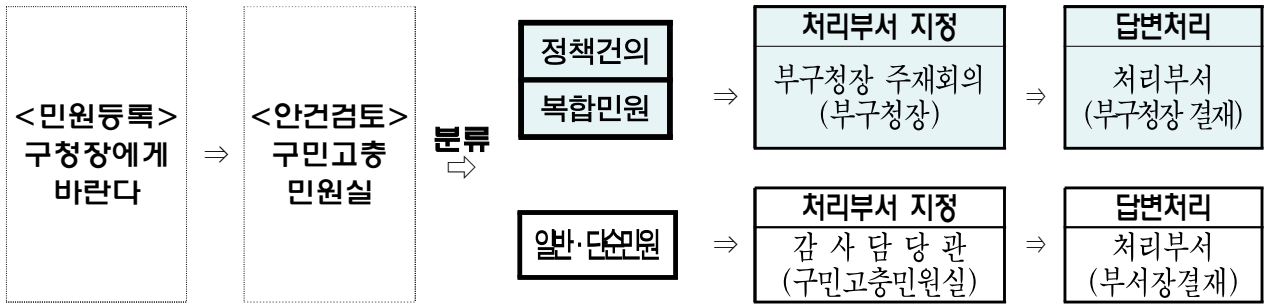 <민원등록>
구청장에게
바란다
⇒
<안건검토>
구민고충
민원실
분류
⇨
정책건의
복합민원
⇒
처리부서 지정
부구청장 주재회의
(부구청장)
⇒
답변처리
처리부서
(부구청장 결재)
일반·단순민원
⇒
처리부서 지정
감 사 담 당 관
(구민고충민원실)
⇒
답변처리
처리부서
(부서장결재)